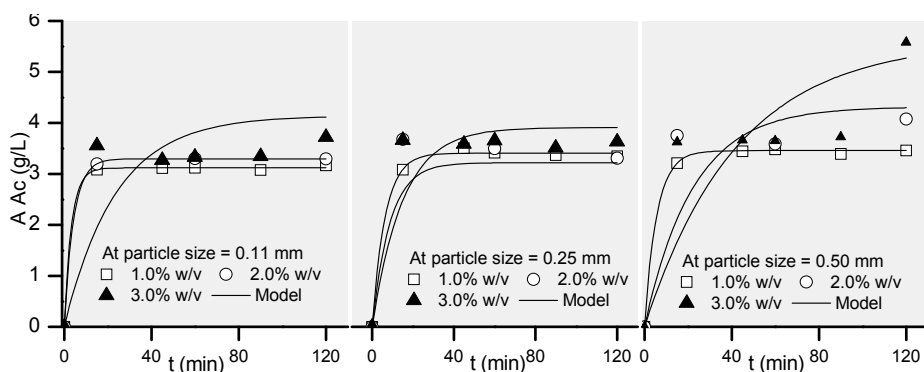 6
5
4
3
2
1
0
A Ac (g/L)
At particle size = 0.11 mm
1.0% w/v 2.0% w/v
3.0% w/v Model
0 40 80 120
t (min)
At particle size = 0.25 mm
1.0% w/v 2.0% w/v
3.0% w/v Model
0 40 80 120
t (min)
At particle size = 0.50 mm
1.0% w/v 2.0% w/v
3.0% w/v Model
0 40 80 120
t (min)